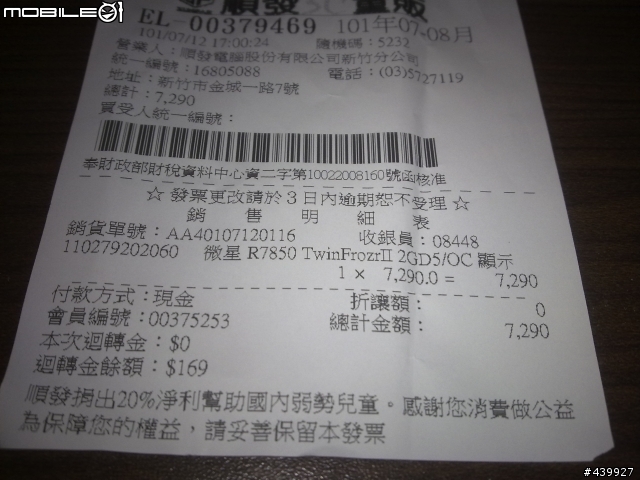 MOBILE01
順發3C量販
EL-00379469 101年07-08月
101/07/12 17:00:24 隨機碼：5232
營業人：順發電腦股份有限公司新竹分公司
統一編號：16805088 電話：(03)5727119
地址：新竹市金城一路7號
總計：7,290
買受人統一編號：
奉財政部財稅資料中心資二字第10022008160號函核准
☆ 發票更改請於3日內逾期恕不受理 ☆
銷 售 明 細 表
銷貨單號：AA40107120116 收銀員：08448
110279202060 微星 R7850 TwinFrozrII 2GD5/OC 顯示
1 × 7,290.0 = 7,290
付款方式：現金 折讓額： 0
會員編號：00375253 總計金額： 7,290
本次迴轉金：$0
迴轉金餘額：$169
順發捐出20%淨利幫助國內弱勢兒童。感謝您消費做公益
為保障您的權益，請妥善保留本發票
#439927